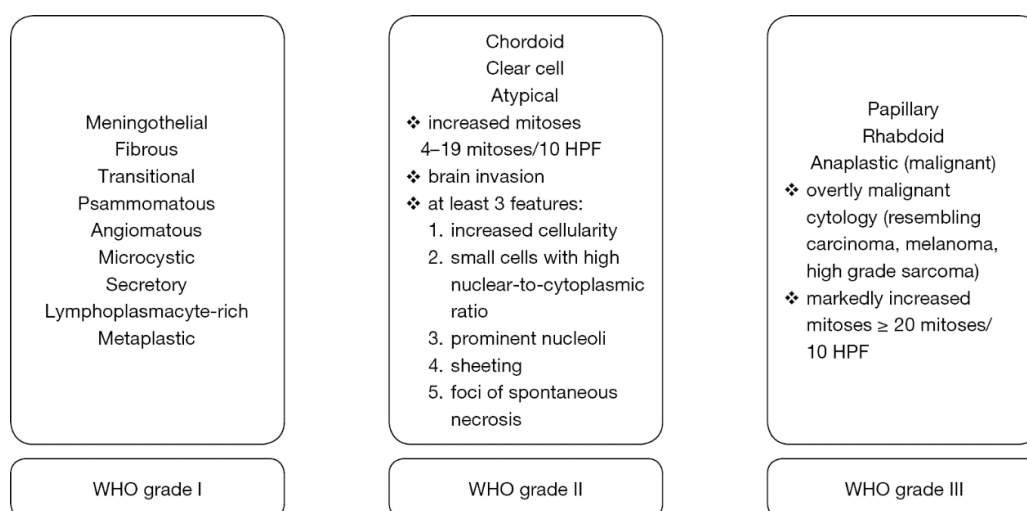 Meningothelial
Fibrous
Transitional
Psammomatous
Angiomatous
Microcystic
Secretory
Lymphoplasmacyte-rich
Metaplastic
WHO grade I
Chordoid
Clear cell
Atypical
❖ increased mitoses
4–19 mitoses/10 HPF
❖ brain invasion
❖ at least 3 features:
1. increased cellularity
2. small cells with high
nuclear-to-cytoplasmic
ratio
3. prominent nucleoli
4. sheeting
5. foci of spontaneous
necrosis
WHO grade II
Papillary
Rhabdoid
Anaplastic (malignant)
❖ overtly malignant
cytology (resembling
carcinoma, melanoma,
high grade sarcoma)
❖ markedly increased
mitoses ≥ 20 mitoses/
10 HPF
WHO grade III